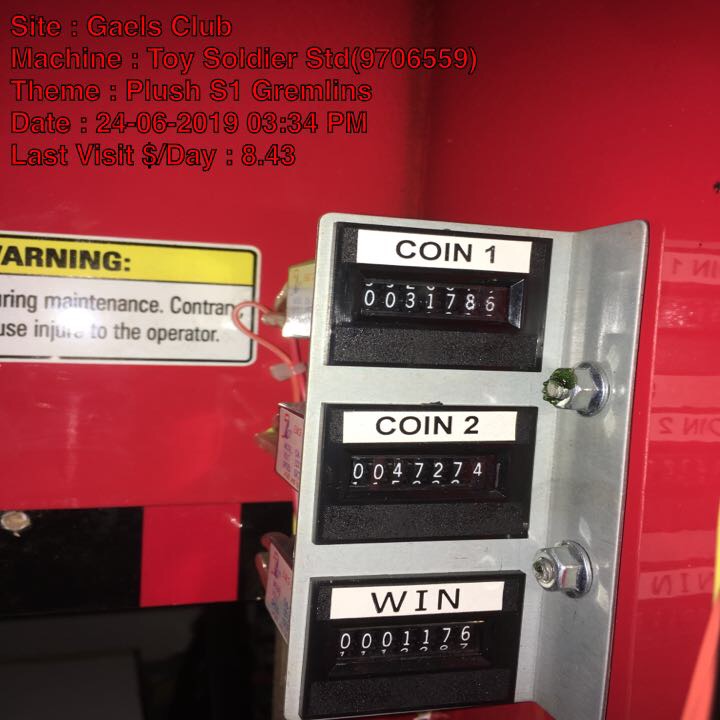 Site : Gaels Club
Machine : Toy Soldier Std(9706559)
Theme : Plush S1 Gremlins
Date : 24-06-2019 03:34 PM
Last Visit $/Day : 8.43
ARNING:
uring maintenance. Contrar
use injur to the operator.
COIN 1
0031786
COIN 2
0047274
WIN
0001176